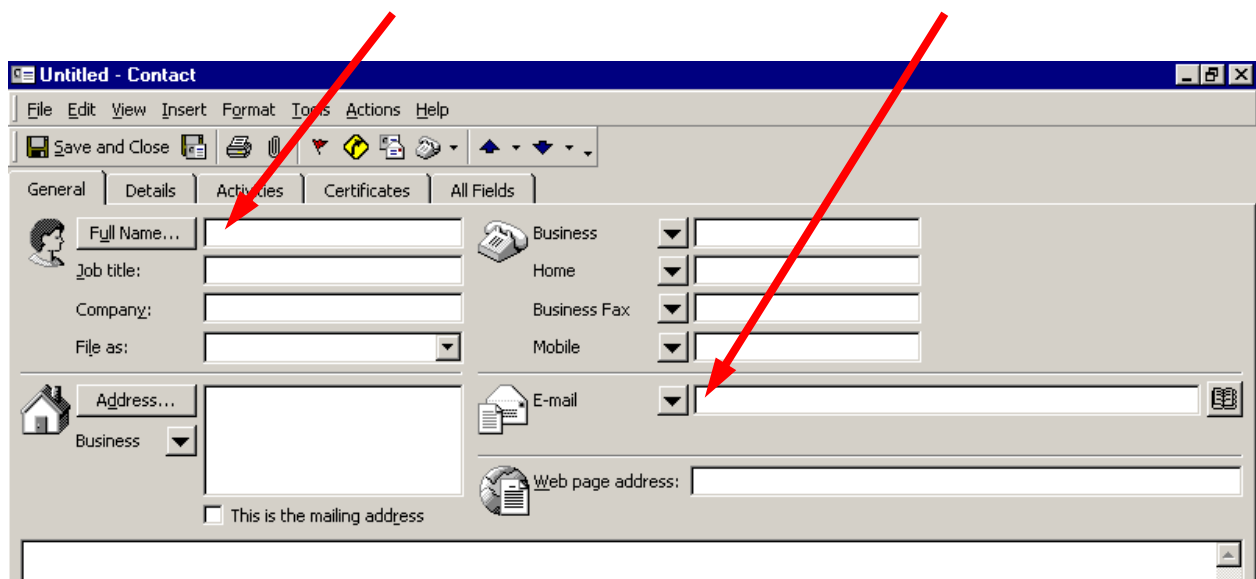 Untitled - Contact
File Edit View Insert Format Tools Actions Help
Save and Close
General Details Activities Certificates All Fields
Full Name... Business
Job title: Home
Company: Business Fax
File as: Mobile
Address... E-mail
Business
Web page address:
This is the mailing address